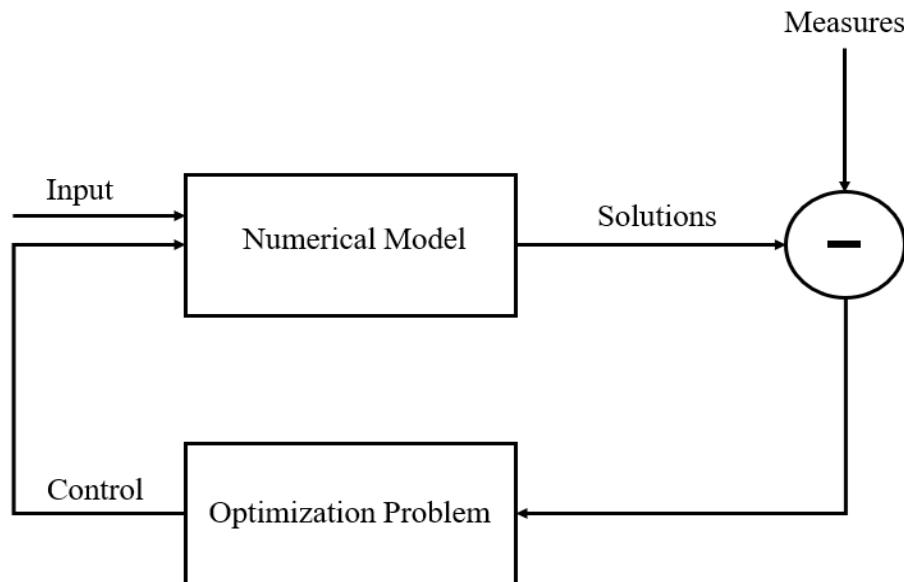 Measures
Input
Solutions
Numerical Model
−
Control
Optimization Problem